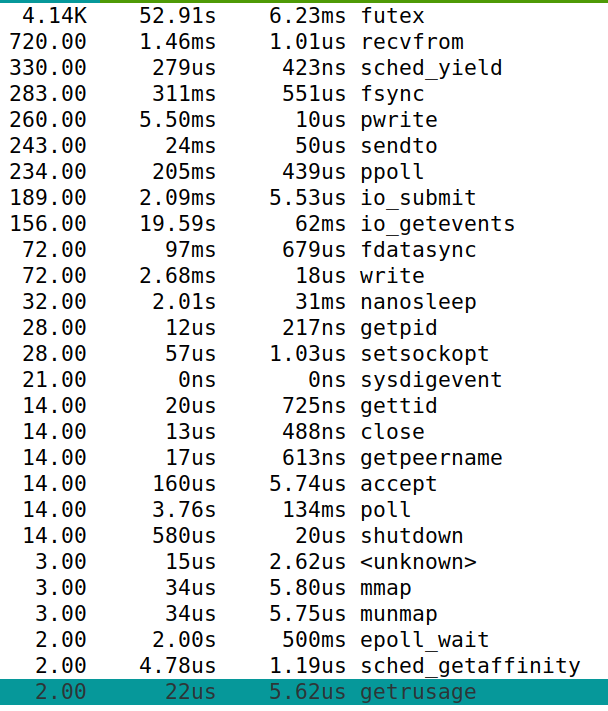 4.14K 52.91s 6.23ms futex
720.00 1.46ms 1.01us recvfrom
330.00 279us 423ns sched_yield
283.00 311ms 551us fsync
260.00 5.50ms 10us pwrite
243.00 24ms 50us sendto
234.00 205ms 439us ppoll
189.00 2.09ms 5.53us io_submit
156.00 19.59s 62ms io_getevents
72.00 97ms 679us fdatasync
72.00 2.68ms 18us write
32.00 2.01s 31ms nanosleep
28.00 12us 217ns getpid
28.00 57us 1.03us setsockopt
21.00 0ns 0ns sysdigevent
14.00 20us 725ns gettid
14.00 13us 488ns close
14.00 17us 613ns getpeername
14.00 160us 5.74us accept
14.00 3.76s 134ms poll
14.00 580us 20us shutdown
3.00 15us 2.62us <unknown>
3.00 34us 5.80us mmap
3.00 34us 5.75us munmap
2.00 2.00s 500ms epoll_wait
2.00 4.78us 1.19us sched_getaffinity
2.00 22us 5.62us getrusage